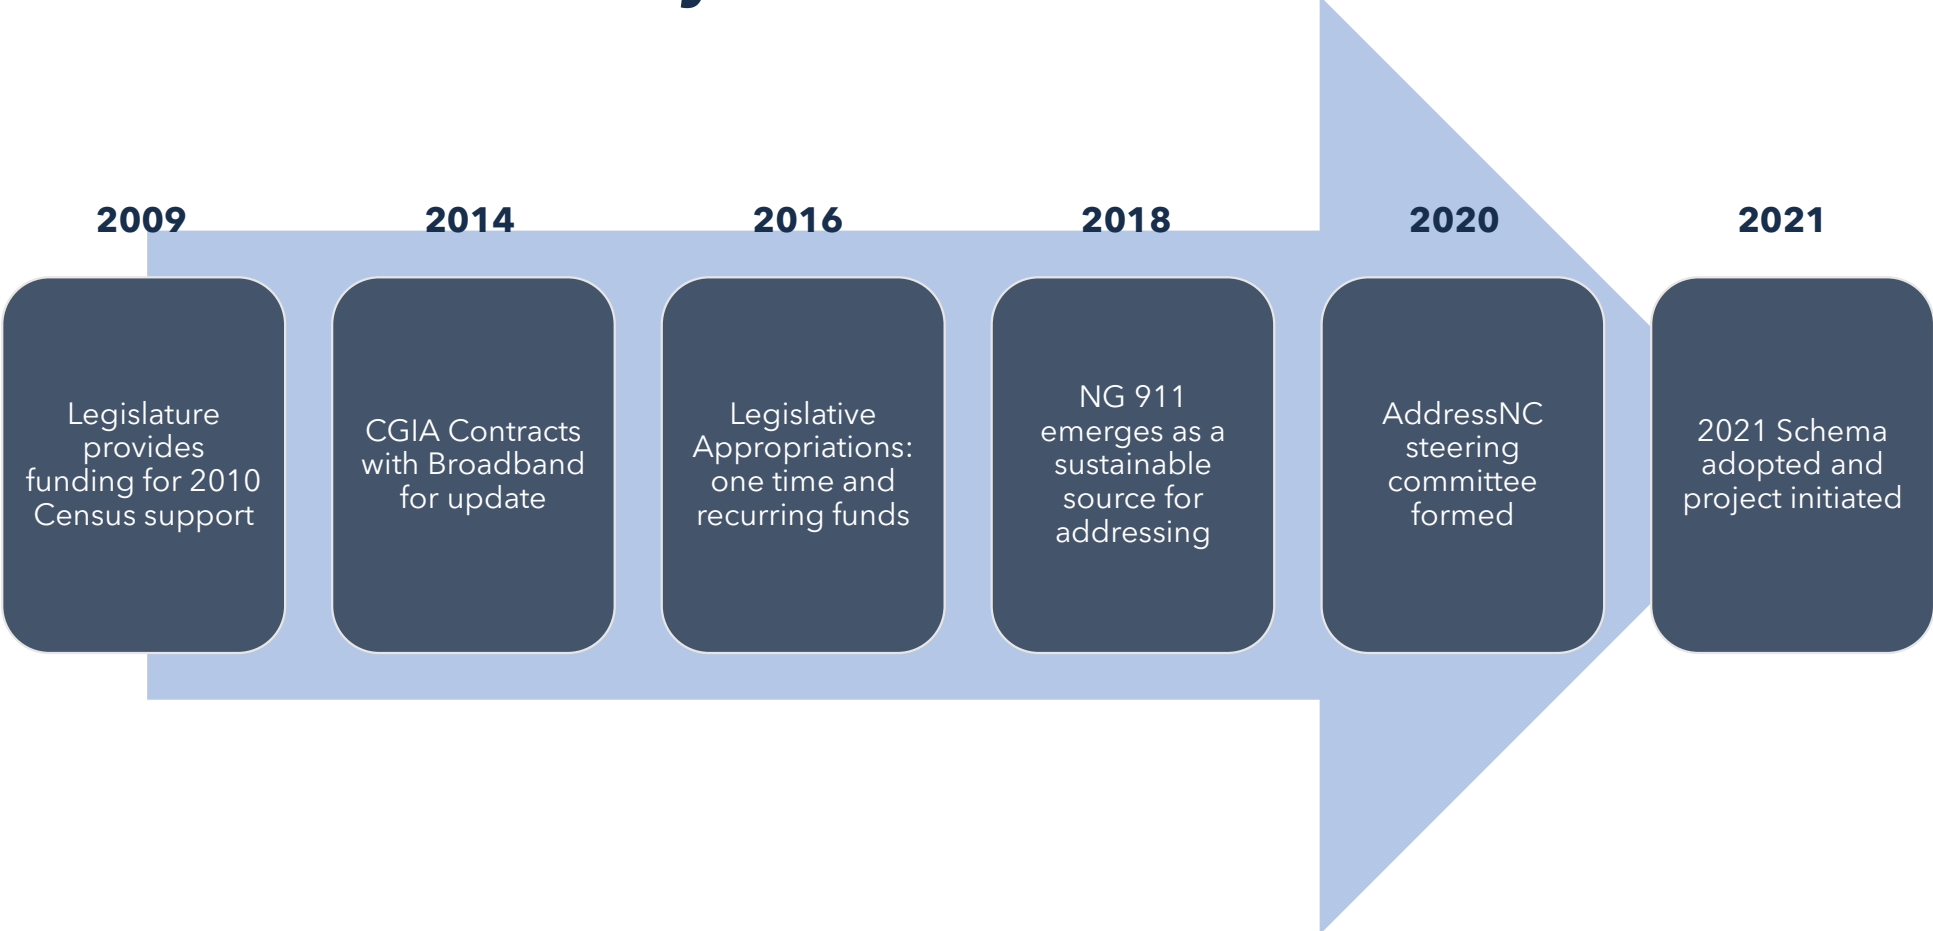 2009
Legislature
provides
funding for 2010
Census support
2014
CGIA Contracts
with Broadband
for update
2016
Legislative
Appropriations:
one time and
recurring funds
2018
NG 911
emerges as a
sustainable
source for
addressing
2020
AddressNC
steering
committee
formed
2021
2021 Schema
adopted and
project initiated